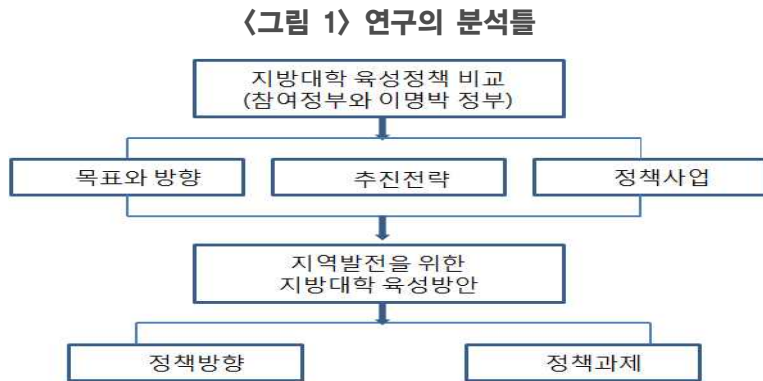 <그림 1> 연구의 분석틀
지방대학 육성정책 비교
(참여정부와 이명박 정부)
목표와 방향
추진전략
정책사업
지역발전을 위한
지방대학 육성방안
정책방향
정책과제